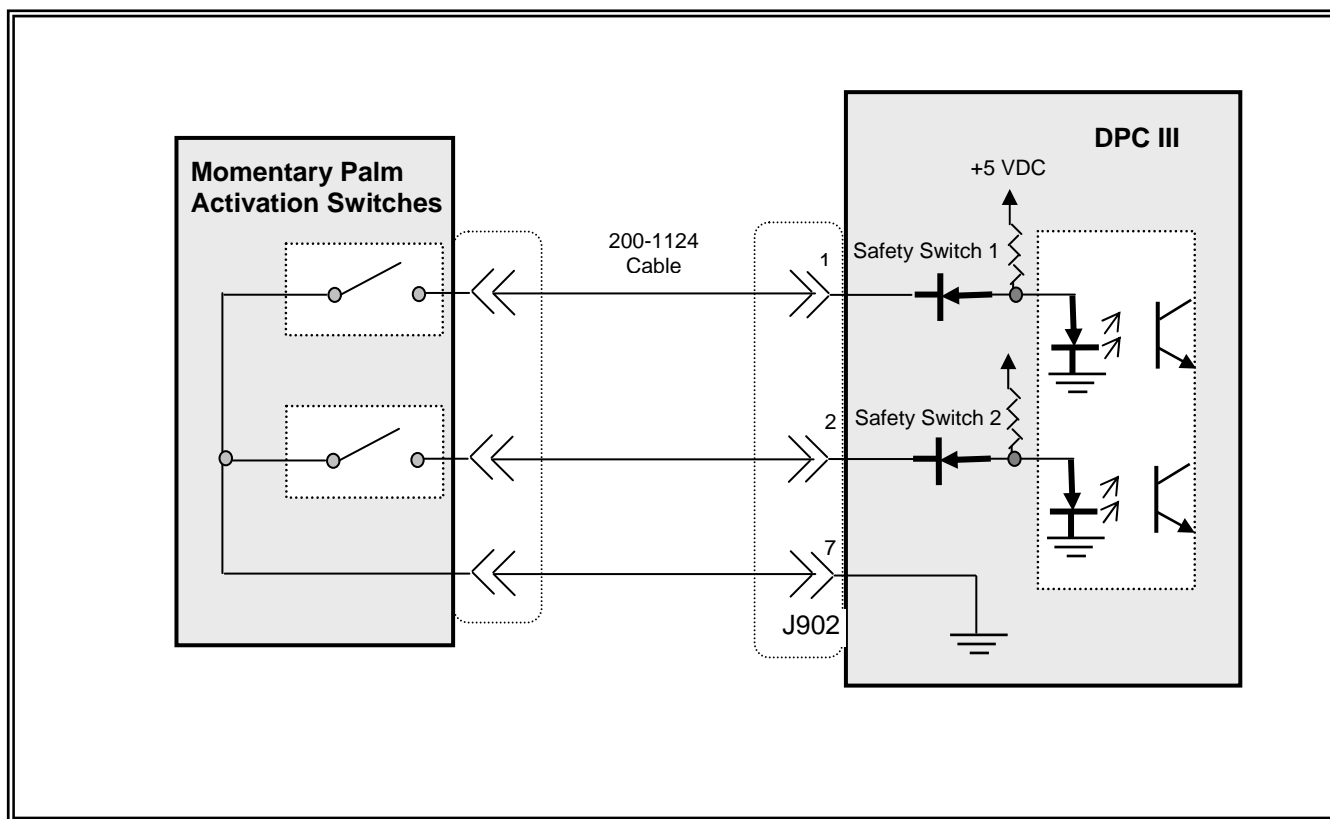 DPC III
Momentary Palm
Activation Switches
+5 VDC
200-1124
Cable
1
Safety Switch 1
2
Safety Switch 2
7
J902